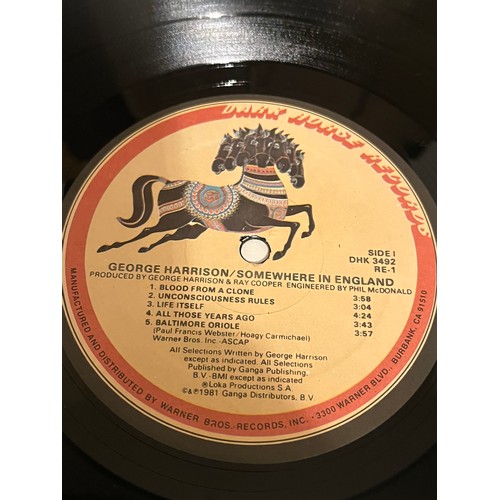 DARK HORSE RECORDS
SIDE I
DHK 3492
RE-1
GEORGE HARRISON/SOMEWHERE IN ENGLAND
PRODUCED BY GEORGE HARRISON & RAY COOPER. ENGINEERED BY PHIL McDONALD
1. BLOOD FROM A CLONE 3:58
2. UNCONSCIOUSNESS RULES 3:04
3. LIFE ITSELF 4:24
4. ALL THOSE YEARS AGO 3:43
5. BALTIMORE ORIOLE 3:57
(Paul Francis Webster/Hoagy Carmichael)
Warner Bros. Inc.-ASCAP
All Selections Written by George Harrison
except as indicated. All Selections
Published by Ganga Publishing,
B.V.-BMI except as indicated
℗Loka Productions S.A.
©&℗1981 Ganga Distributors, B.V
MANUFACTURED AND DISTRIBUTED BY WARNER BROS.-RECORDS, INC.-3300 WARNER BLVD., BURBANK, CA 91510